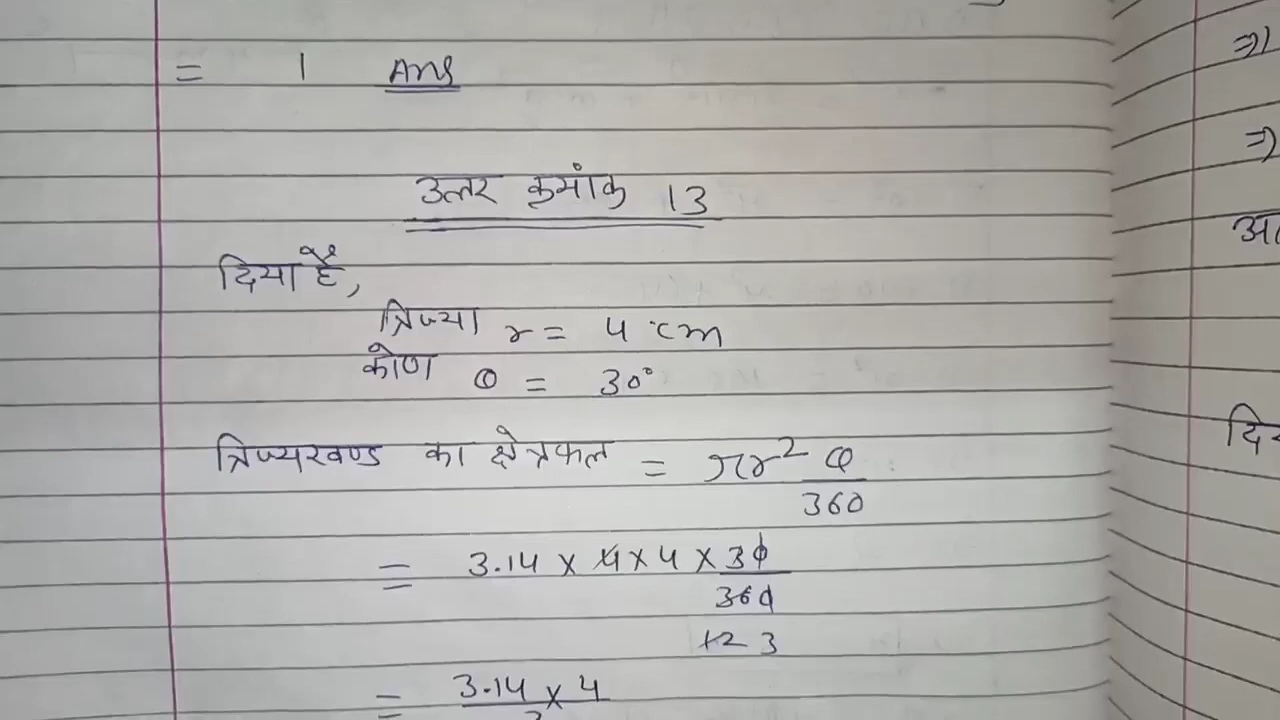 = 1 Ans
उत्तर क्रमांक 13
दिया है,
त्रिज्या r = 4 cm
कोण θ = 30°
त्रिज्यखण्ड का क्षेत्रफल = πr² θ
360
= 3.14 × 4 × 4 × 30
360
12 3
= 3.14 × 4
3
⇒
⇒